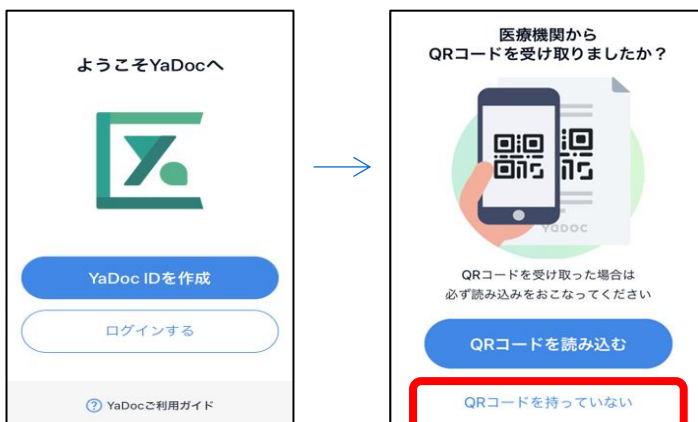 ようこそYaDocへ
YaDoc IDを作成
ログインする
? YaDocご利用ガイド
医療機関から
QRコードを受け取りましたか？
YaDOC
QRコードを受け取った場合は
必ず読み込みをおこなってください
QRコードを読み込む
QRコードを持っていない